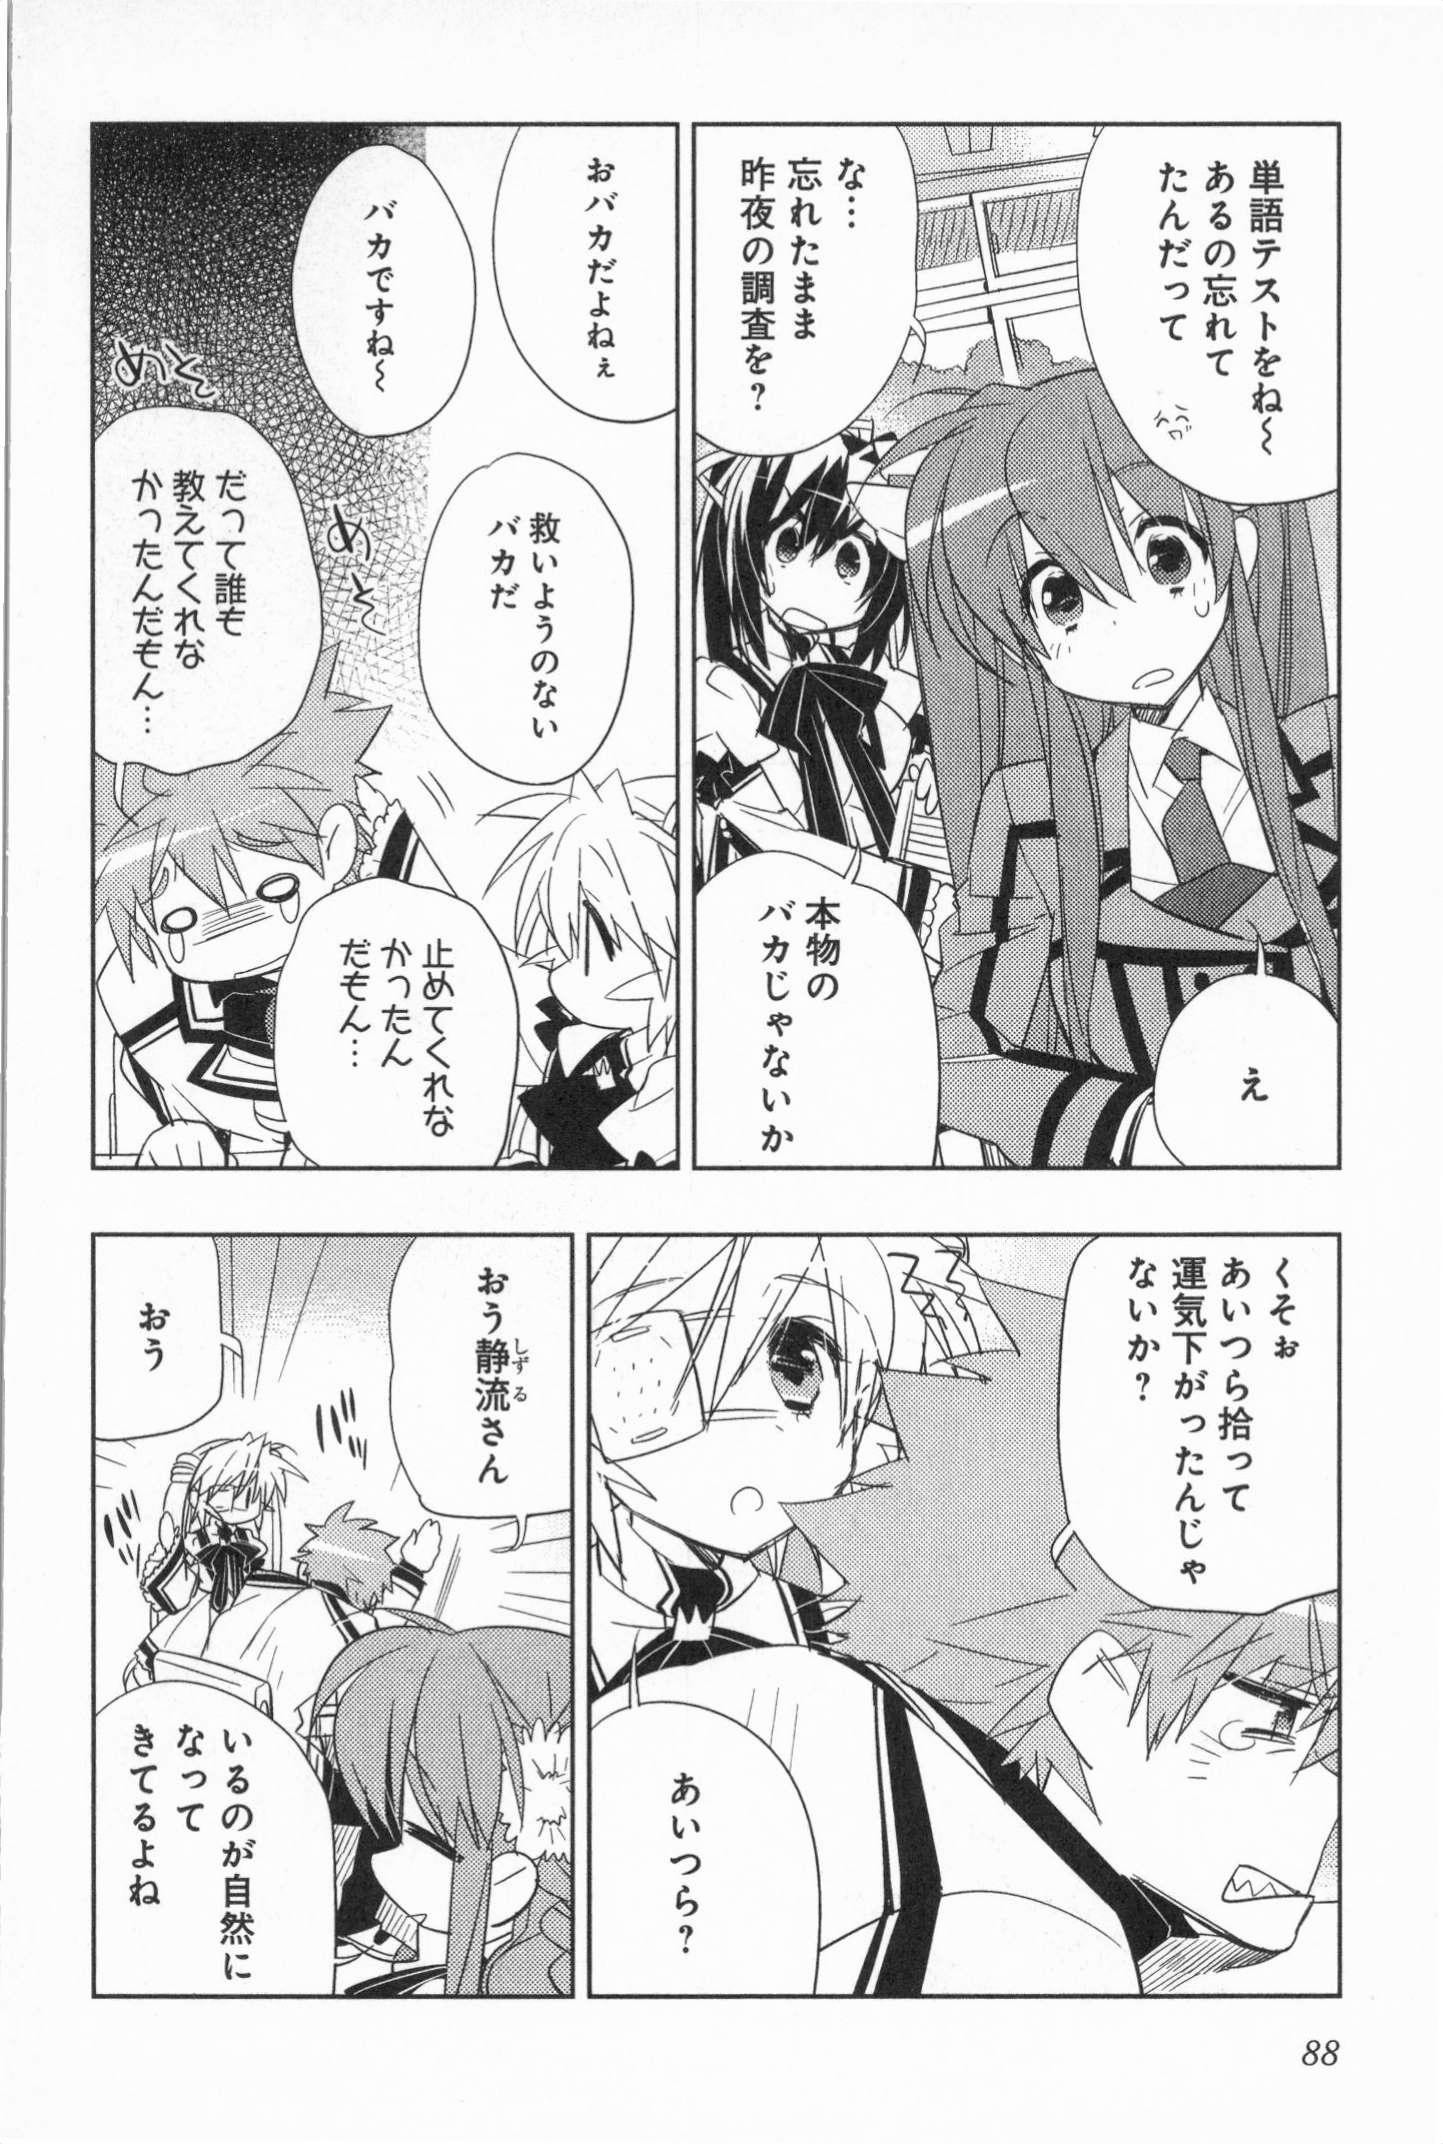 単語テストをね～
あるの忘れて
たんだって
え
な…
忘れたまま
昨夜の調査を？
本物の
バカじゃないか
おバカだよねぇ
バカですね～
救いようのない
バカだ
めそ
めそ
だって誰も
教えてくれな
かったんだもん…
止めてくれな
かったん
だもん…
くそぉ
あいつら拾って
運気下がったんじゃ
ないか？
あいつら？
おう静流さん
しずる
おう
いるのが自然に
なって
きてるよね
88